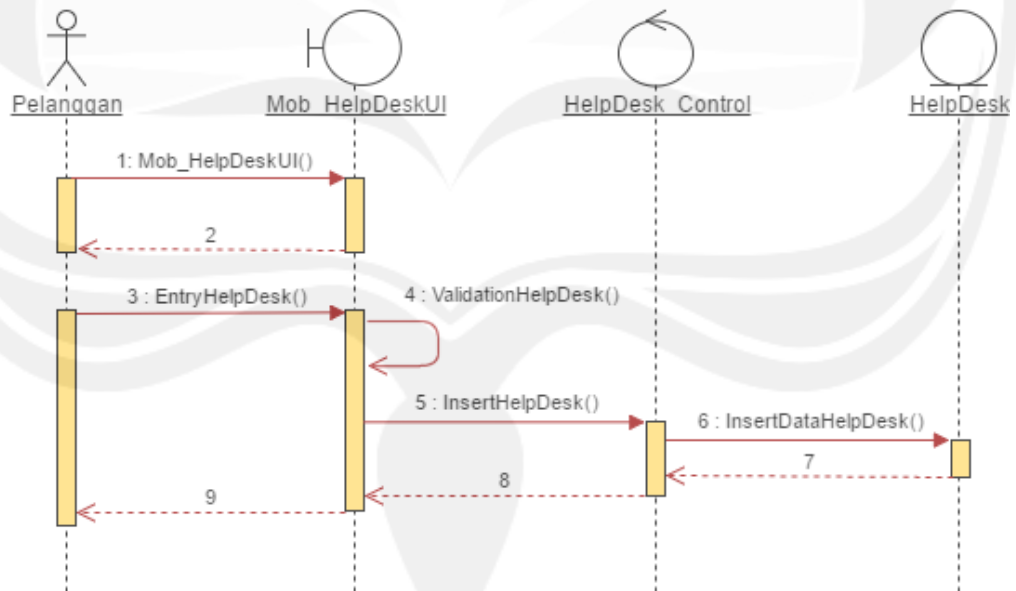 Pelanggan
Mob_HelpDeskUI
HelpDesk_Control
HelpDesk
1: Mob_HelpDeskUI()
2
3 : EntryHelpDesk()
4 : ValidationHelpDesk()
5 : InsertHelpDesk()
6 : InsertDataHelpDesk()
7
8
9